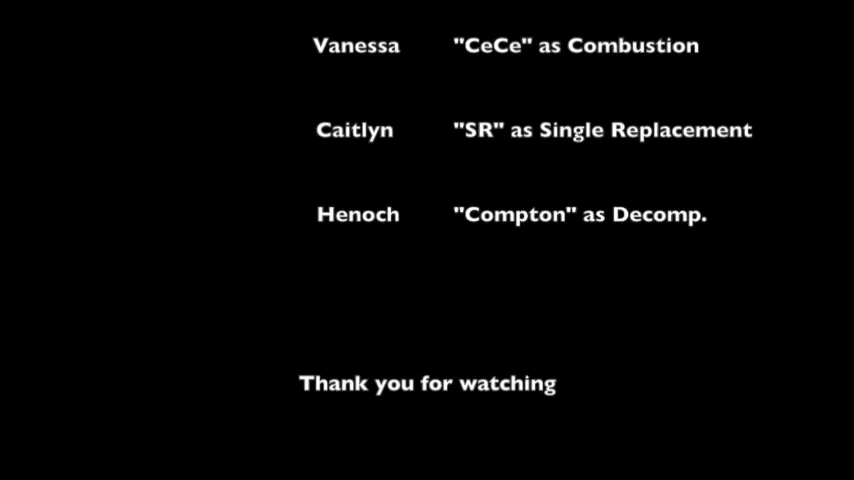 Vanessa "CeCe" as Combustion
Caitlyn "SR" as Single Replacement
Henoch "Compton" as Decomp.
Thank you for watching